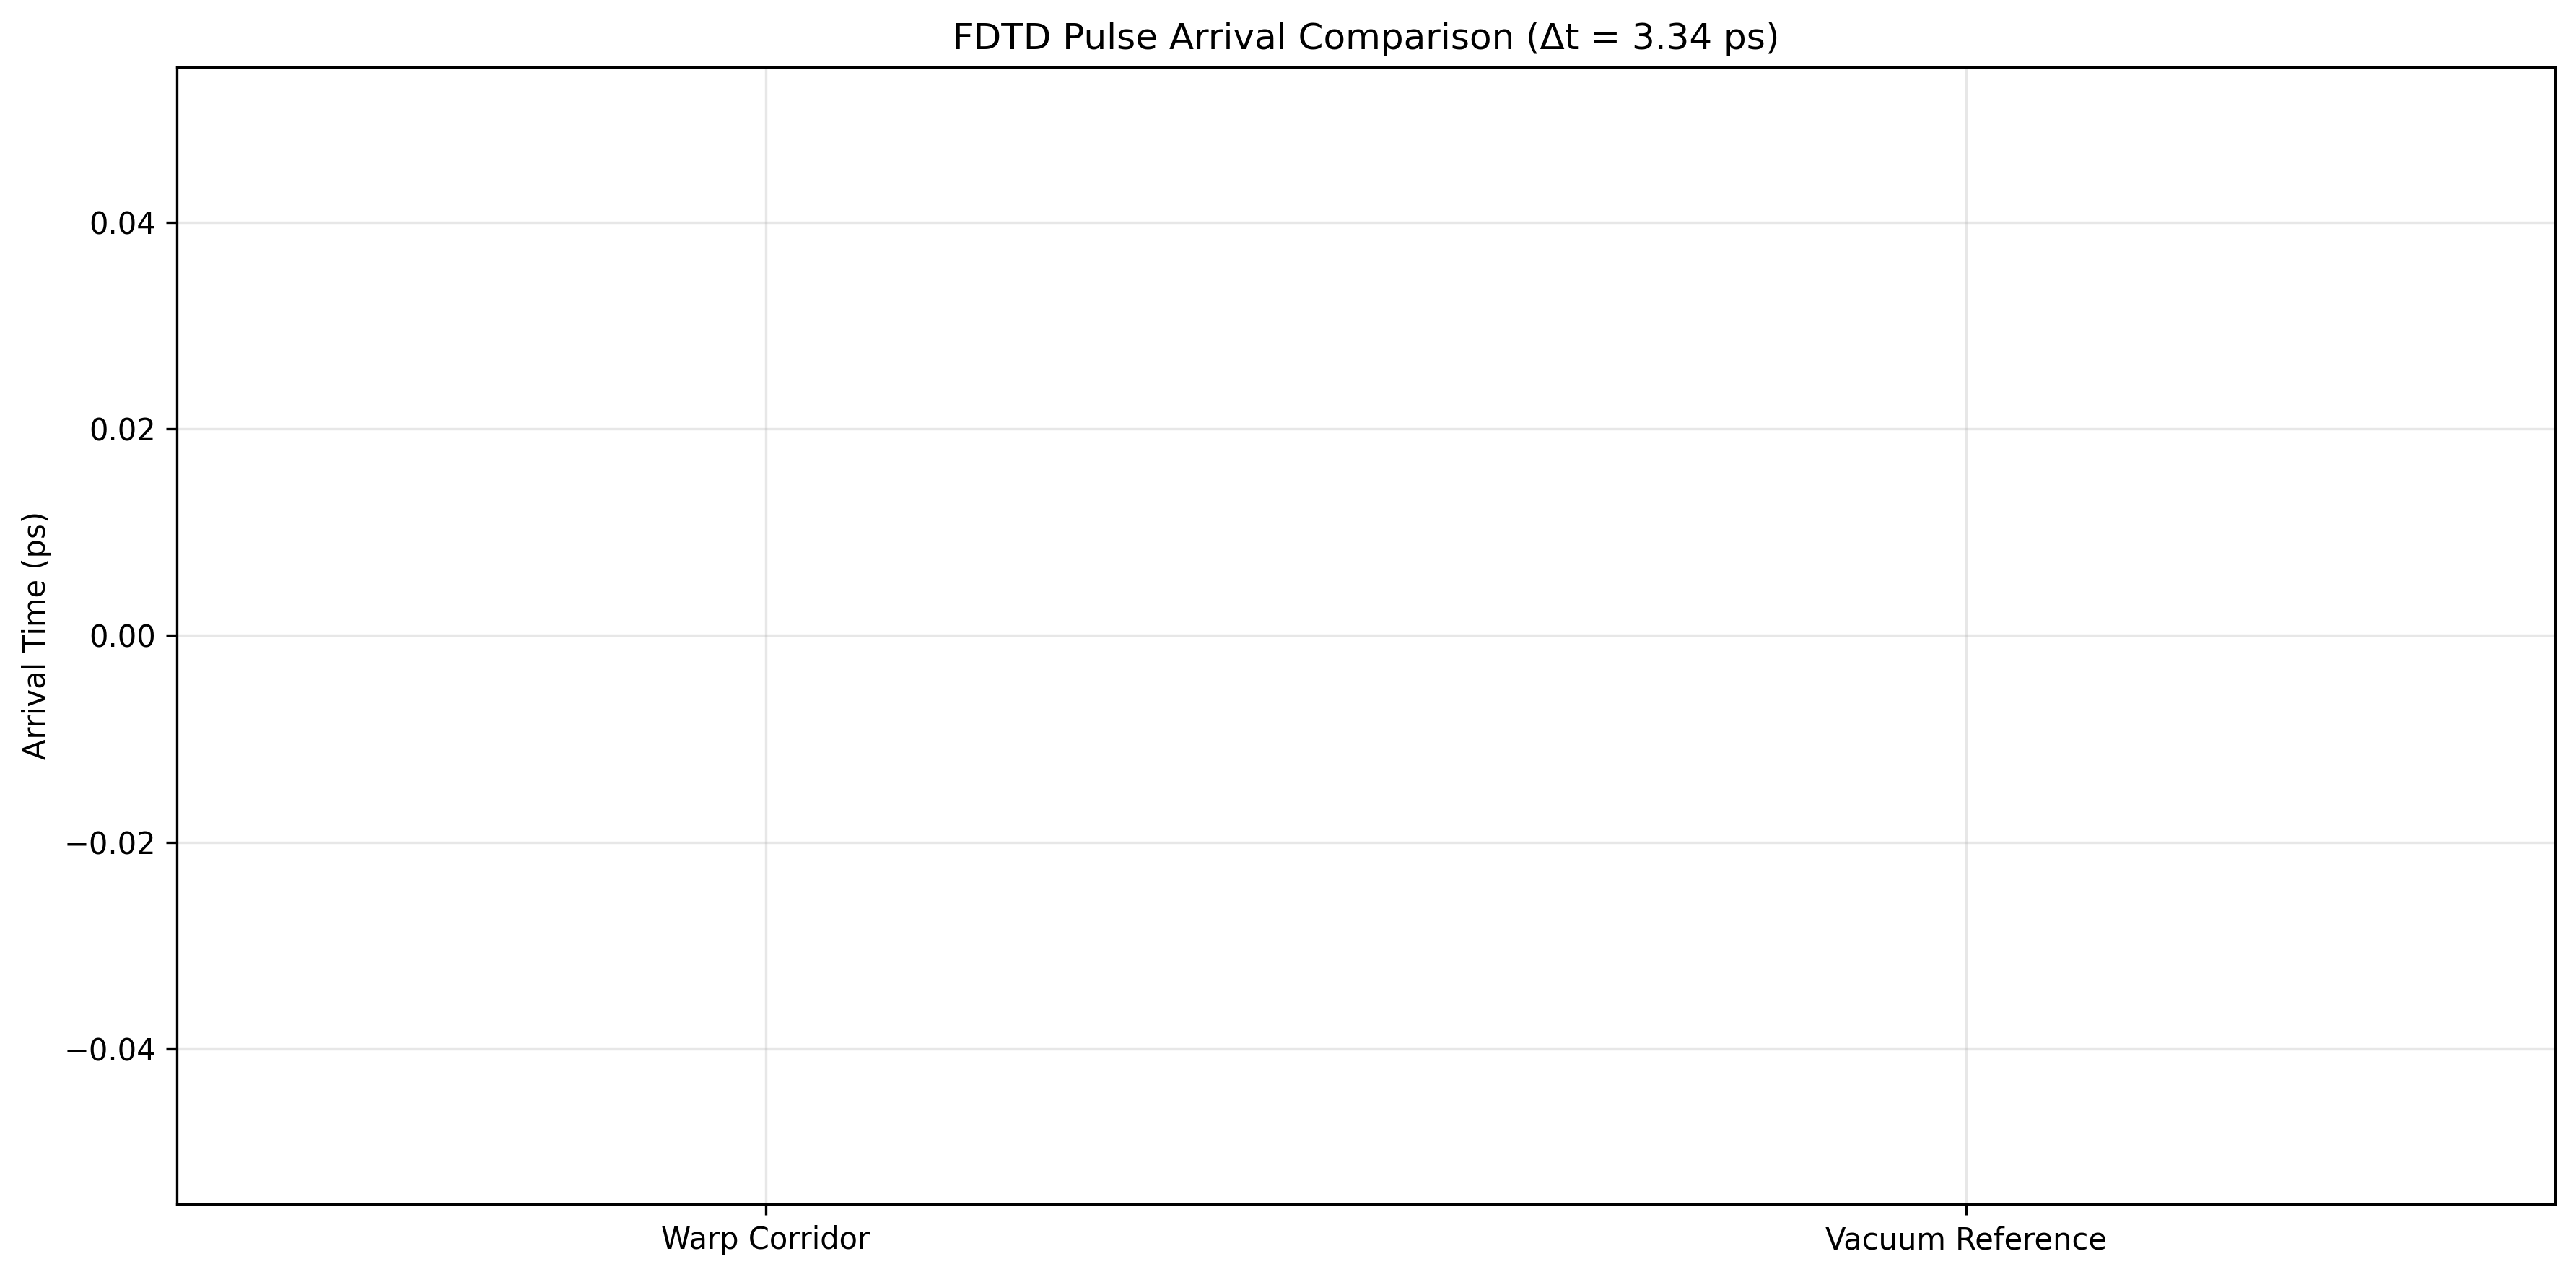 FDTD Pulse Arrival Comparison (Δt = 3.34 ps)
Arrival Time (ps)
0.04
0.02
0.00
−0.02
−0.04
Warp Corridor
Vacuum Reference